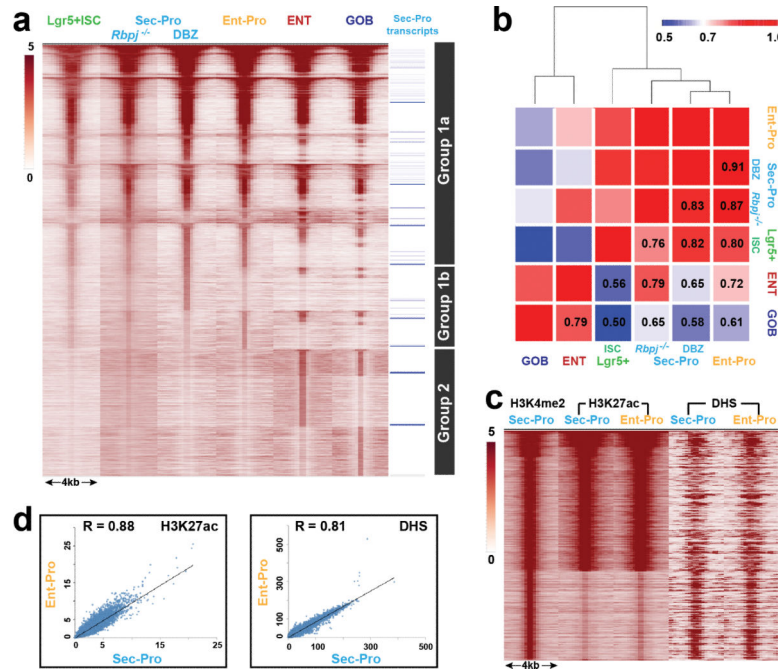 a
Lgr5+ISC Sec-Pro Ent-Pro ENT GOB Sec-Pro
Rbpj -/- DBZ transcripts
5
0
Group 1a
Group 1b
Group 2
4kb
b
0.5 0.7 1.0
Ent-Pro
DBZ Sec-Pro
Rbpj-/-
Lgr5+ ISC
ENT
GOB
0.91
0.83 0.87
0.76 0.82 0.80
0.56 0.79 0.65 0.72
0.79 0.50 0.65 0.58 0.61
ISC Rbpj-/- DBZ
GOB ENT Lgr5+ Sec-Pro Ent-Pro
c
H3K4me2 H3K27ac DHS
Sec-Pro Sec-Pro Ent-Pro Sec-Pro Ent-Pro
5
0
4kb
d
R = 0.88 H3K27ac
Ent-Pro
25
15
5
0
0 5 15 25
Sec-Pro
R = 0.81 DHS
500
300
100
0
0 100 300 500
Sec-Pro